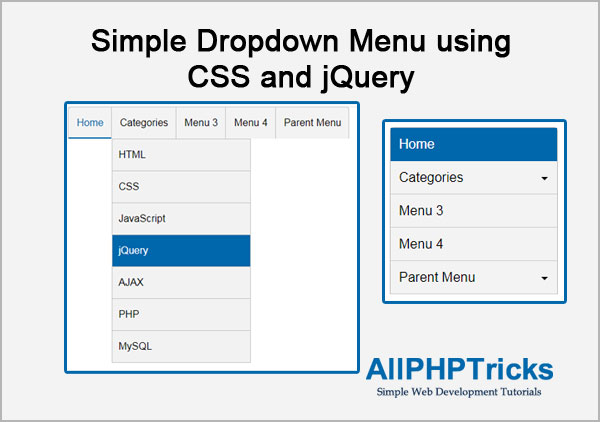 Simple Dropdown Menu using
CSS and jQuery
Home Categories Menu 3 Menu 4 Parent Menu
HTML
CSS
JavaScript
jQuery
AJAX
PHP
MySQL
Home
Categories
Menu 3
Menu 4
Parent Menu
AllPHPTricks
Simple Web Development Tutorials